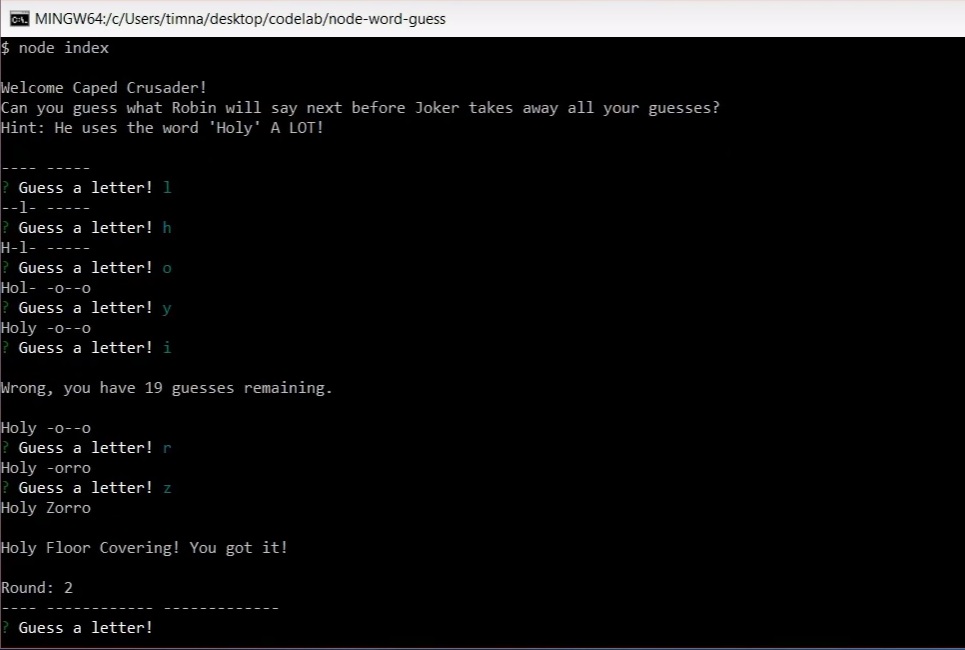 MINGW64:/c/Users/timna/desktop/codelab/node-word-guess
$ node index
Welcome Caped Crusader!
Can you guess what Robin will say next before Joker takes away all your guesses?
Hint: He uses the word 'Holy' A LOT!
---- -----
? Guess a letter! l
--l- -----
? Guess a letter! h
H-l- -----
? Guess a letter! o
Hol- -o--o
? Guess a letter! y
Holy -o--o
? Guess a letter! i
Wrong, you have 19 guesses remaining.
Holy -o--o
? Guess a letter! r
Holy -orro
? Guess a letter! z
Holy Zorro
Holy Floor Covering! You got it!
Round: 2
---- ------------ -------------
? Guess a letter!